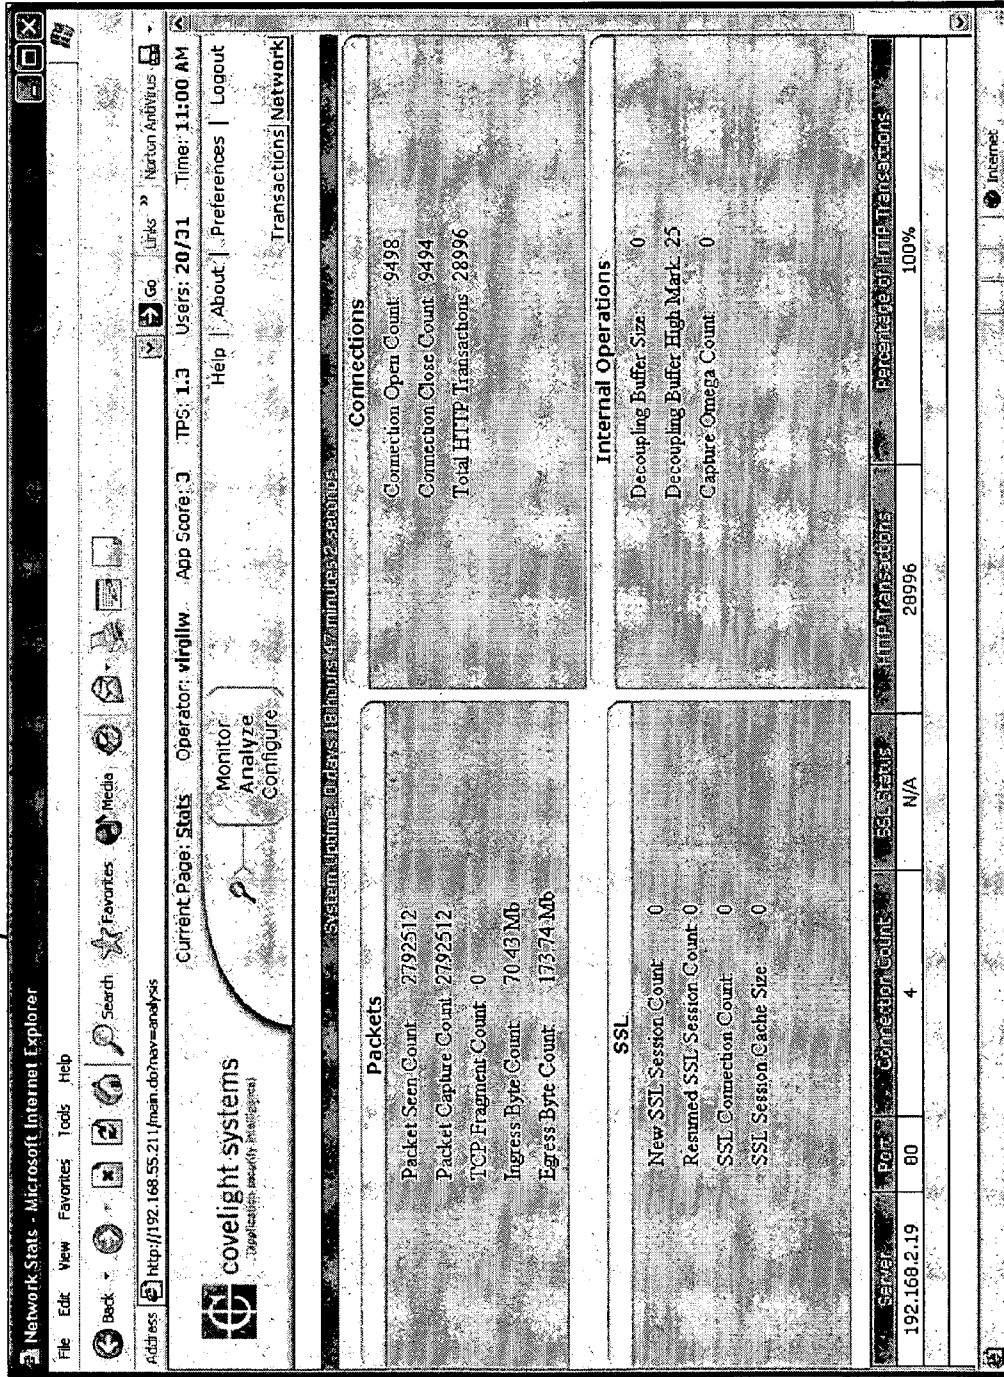 Network Stats - Microsoft Internet Explorer
File Edit View Favorites Tools Help
Back Search Favorites Media
Address http://192.168.55.211/main.do?nav=analysis Go Links » Norton AntiVirus
Current Page: Stats Operator: virgilw App Score: 3 TPS: 1.3 Users: 20/31 Time: 11:00 AM
covelight systems
application security intelligence
Monitor
Analyze
Configure
Help | About | Preferences | Logout
Transactions | Network
System Uptime: 0 days 18 hours 47 minutes 2 seconds
Packets
Packet Seen Count 2792512
Packet Capture Count 2792512
TCP Fragment Count 0
Ingress Byte Count 70.43 Mb
Egress Byte Count 173.74 Mb
Connections
Connection Open Count 9498
Connection Close Count 9494
Total HTTP Transactions 28996
SSL
New SSL Session Count 0
Resumed SSL Session Count 0
SSL Connection Count 0
SSL Session Cache Size 0
Internal Operations
Decoupling Buffer Size 0
Decoupling Buffer High Mark 25
Capture Omega Count 0
Server Port Connection Count SSL Status HTTP Transactions Percentage of HTTP Transactions
192.168.2.19 80 4 N/A 28996 100%
Internet